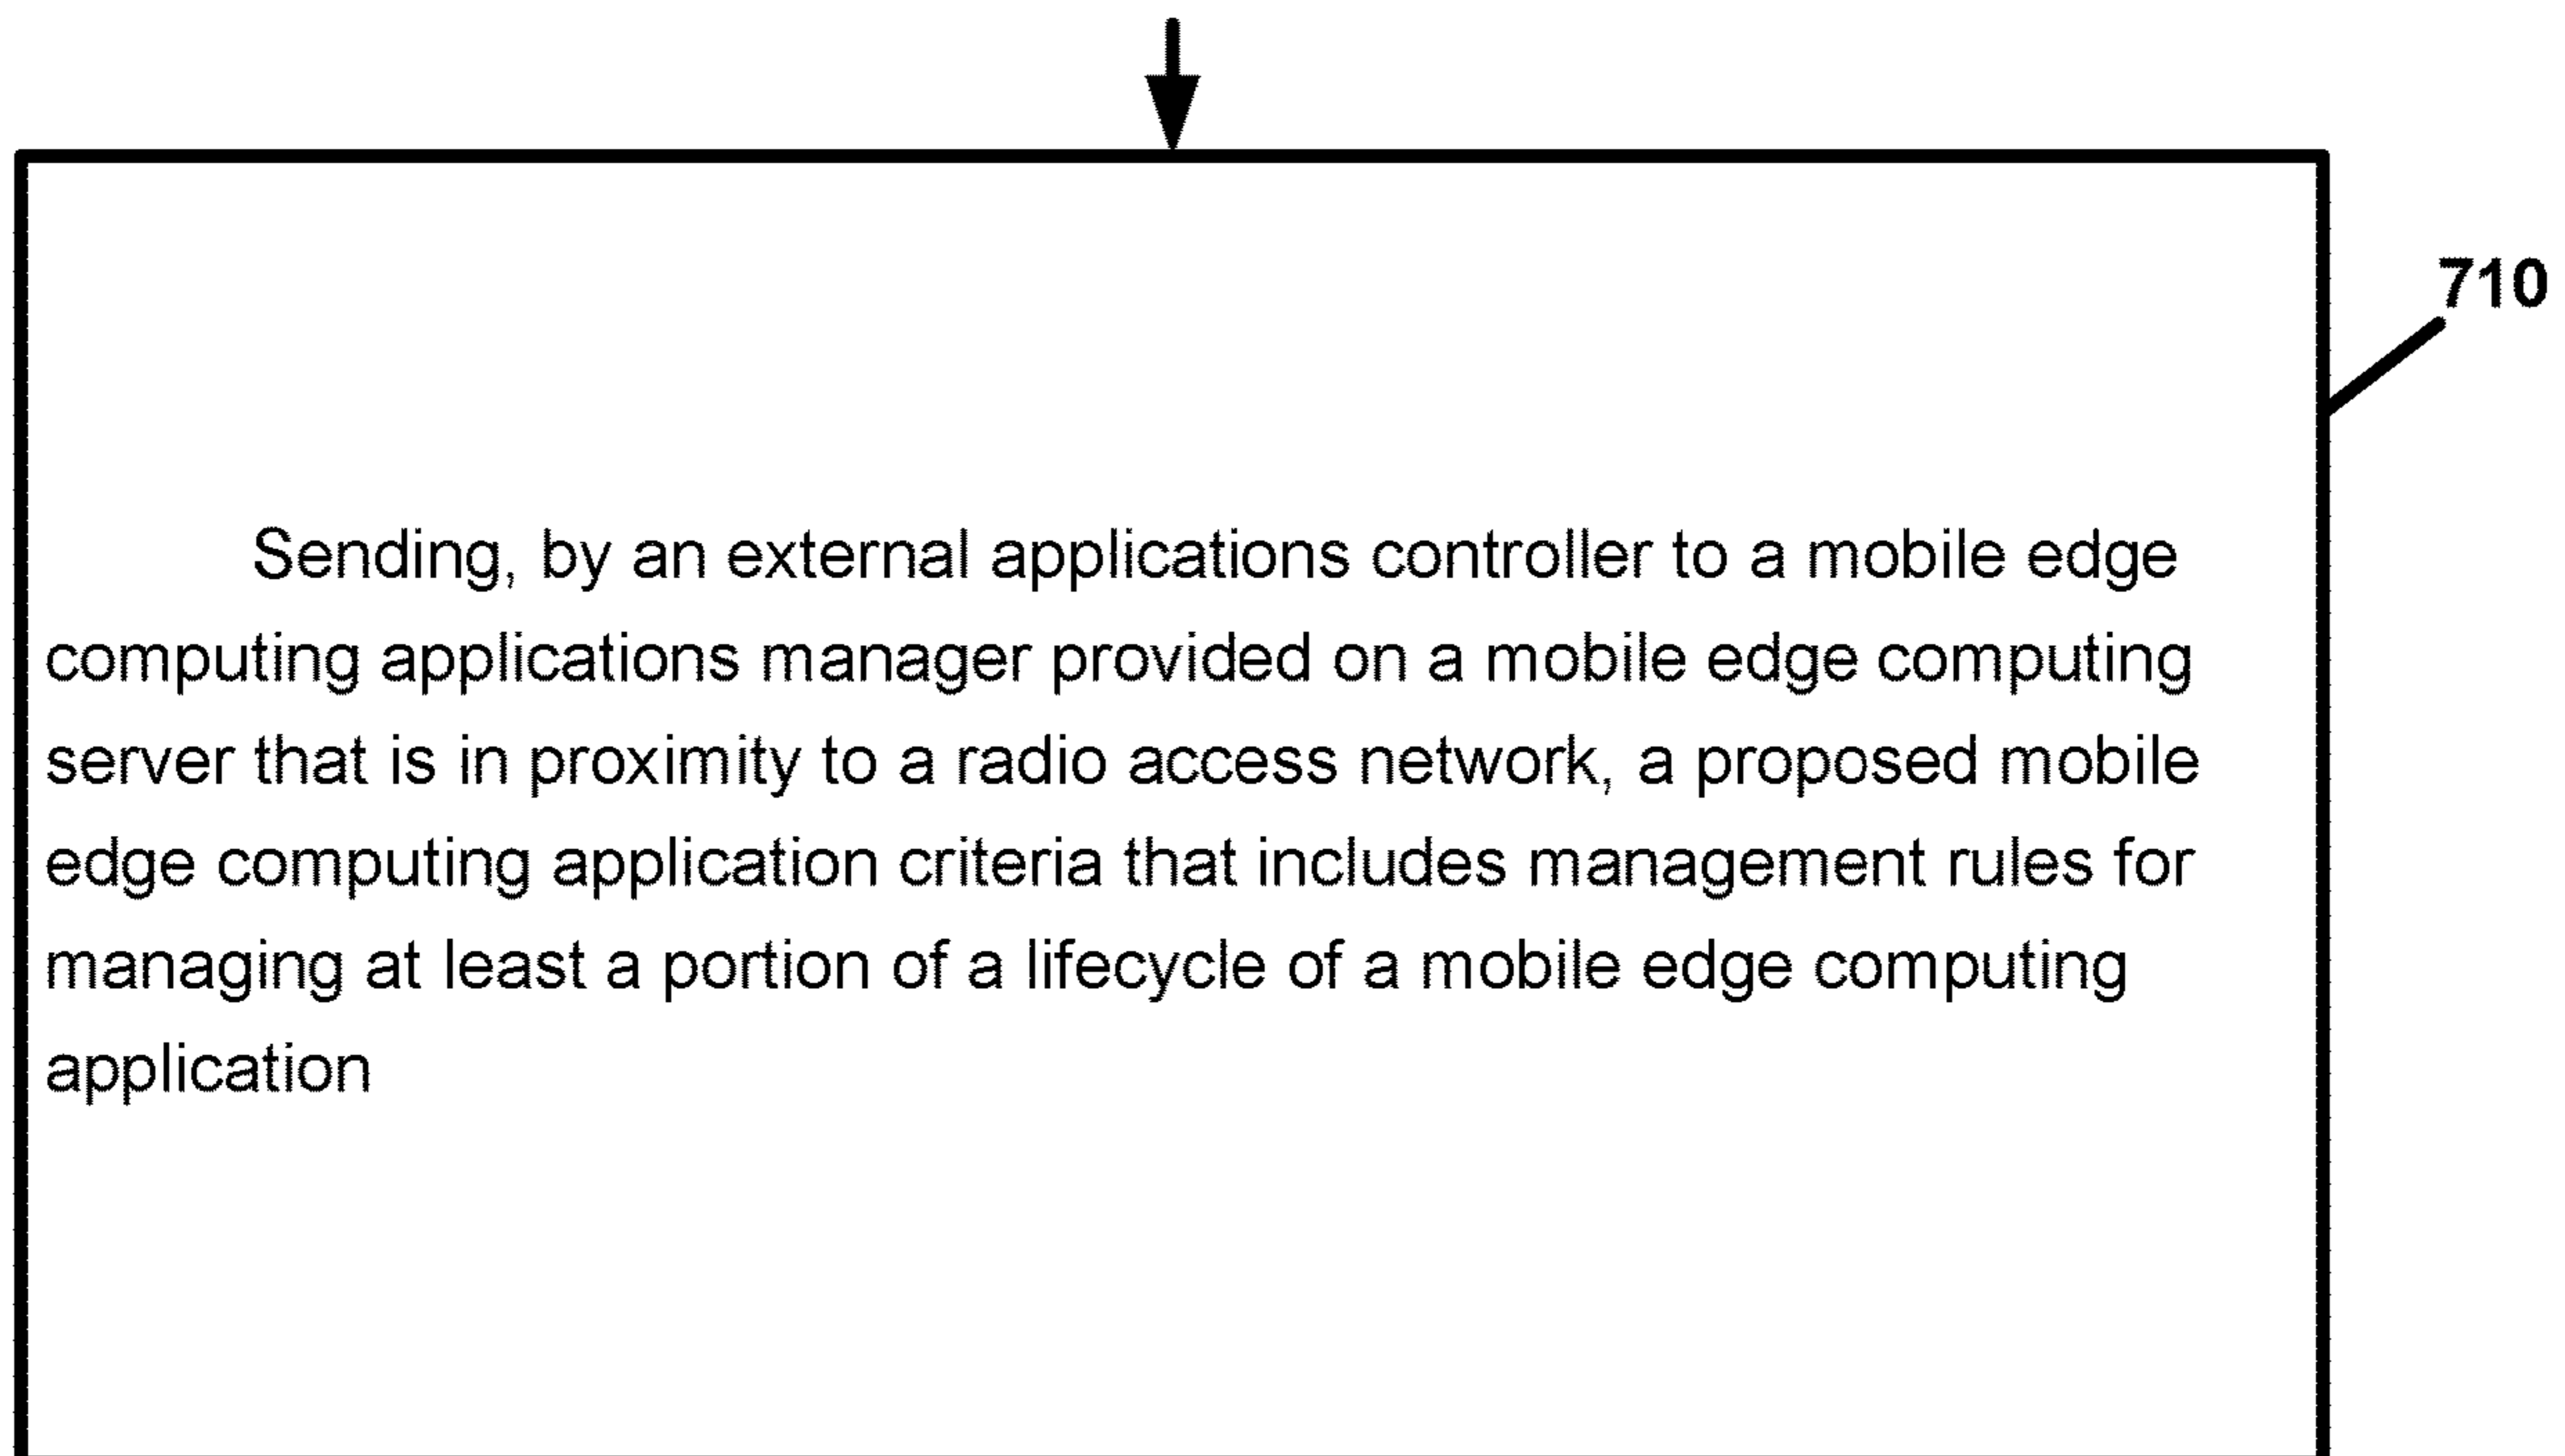 710
Sending, by an external applications controller to a mobile edge
computing applications manager provided on a mobile edge computing
server that is in proximity to a radio access network, a proposed mobile
edge computing application criteria that includes management rules for
managing at least a portion of a lifecycle of a mobile edge computing
application